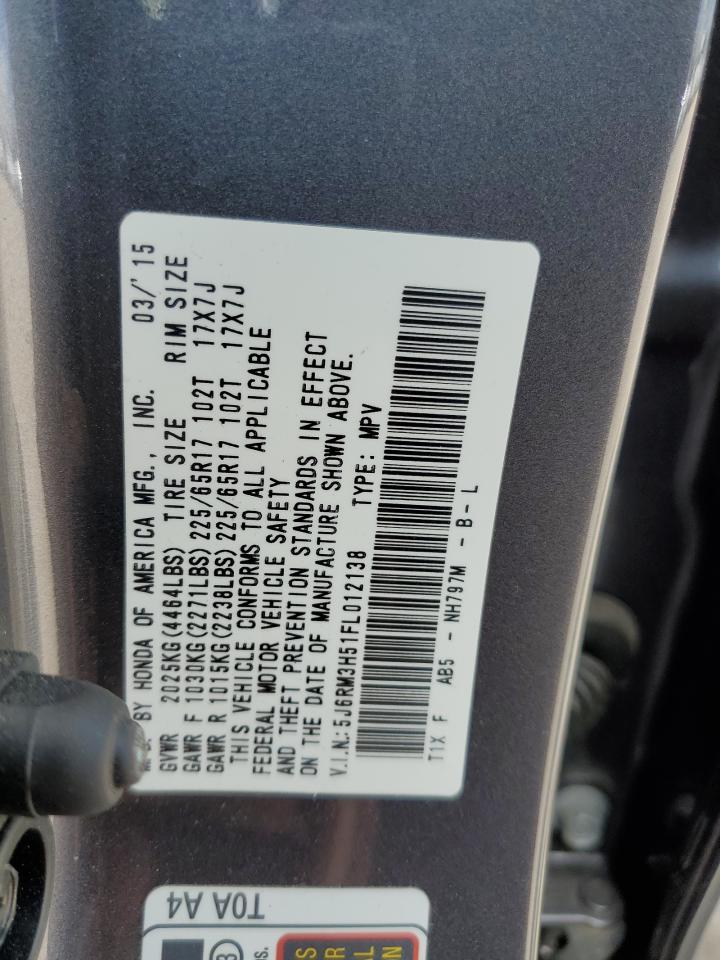 BY HONDA OF AMERICA MFG., INC. 03/'15
GVWR 2025KG(4464LBS) TIRE SIZE RIM SIZE
GAWR F 1030KG(2271LBS) 225/65R17 102T 17X7J
GAWR R 1015KG(2238LBS) 225/65R17 102T 17X7J
THIS VEHICLE CONFORMS TO ALL APPLICABLE
FEDERAL MOTOR VEHICLE SAFETY
AND THEFT PREVENTION STANDARDS IN EFFECT
ON THE DATE OF MANUFACTURE SHOWN ABOVE.
V.I.N.: 5J6RM3H51FL012138 TYPE: MPV
T1X F AB5 - NH797M - B - L
T0A A4